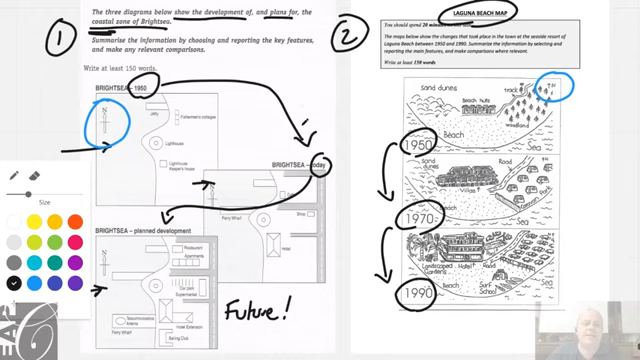 The three diagrams below show the development of, and plans for, the
coastal zone of Brightsea.
Summarise the information by choosing and reporting the key features,
and make any relevant comparisons.
Write at least 150 words.
1
BRIGHTSEA - 1950
Jetty
Fishermen's cottages
Lighthouse
Lighthouse
Keeper's House
BRIGHTSEA - today
Ferry Wharf
Shop
Hotel
BRIGHTSEA - planned development
Restaurant
Apartments
Car park
Supermarket
Telecommunications
Antenna
Hotel Extension
Ferry Wharf
Sailing Club
Future!
2
LAGUNA BEACH MAP
You should spend 20 minutes
The maps below show the changes that took place in the town at the seaside resort of
Laguna Beach between 1950 and 1990. Summarize the information by selecting and
reporting the main features, and make comparisons where relevant.
Write at least 150 words
sand dunes
Beach huts
track
N
woodland
Beach
Sea
1950
sand
dunes
Road
Villas
Beach
Sea
1970
Landscaped
Gardens
Hotel
Road
Beach
Surf
School
Sea
1990
Size:
EAP